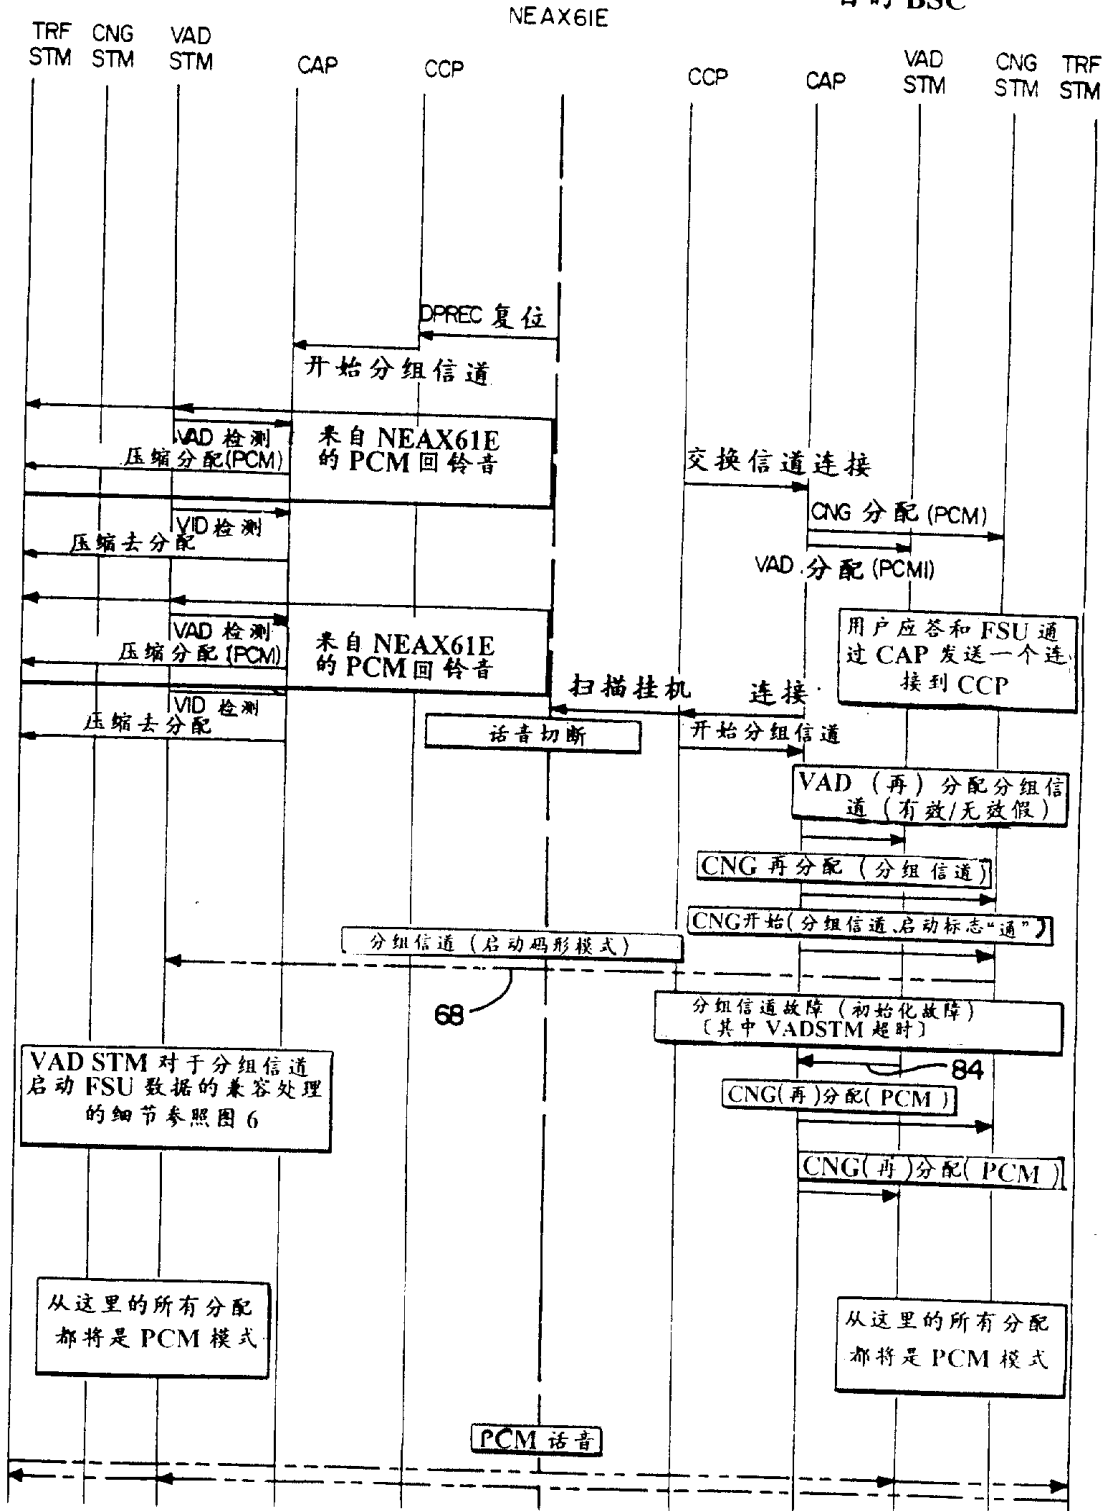 NEAX61E
BSC
TRF STM
CNG STM
VAD STM
CAP
CCP
CCP
CAP
VAD STM
CNG STM
TRF STM
DPREC 复位
开始分组信道
VAD 检测
压缩分配(PCM)
来自 NEAX61E
的 PCM 回铃音
交换信道连接
CNG 分配(PCM)
VID 检测
压缩去分配
VAD 分配(PCMI)
VAD 检测
压缩分配(PCM)
来自 NEAX61E
的 PCM 回铃音
用户应答和 FSU 通
过 CAP 发送一个连
接到 CCP
扫描挂机
连接
VID 检测
压缩去分配
话音切断
开始分组信道
VAD (再) 分配分组信
道 (有效/无效假)
CNG 再分配 (分组信道)
CNG开始(分组信道、启动标志“通”)
分组信道 (启动码形模式)
68
分组信道故障 (初始化故障)
〔其中 VADSTM 超时〕
84
VAD STM 对于分组信道
启动 FSU 数据的兼容处理
的细节参照图 6
CNG(再)分配(PCM)
CNG(再)分配(PCM)
从这里的所有分配
都将是 PCM 模式
从这里的所有分配
都将是 PCM 模式
PCM 话音